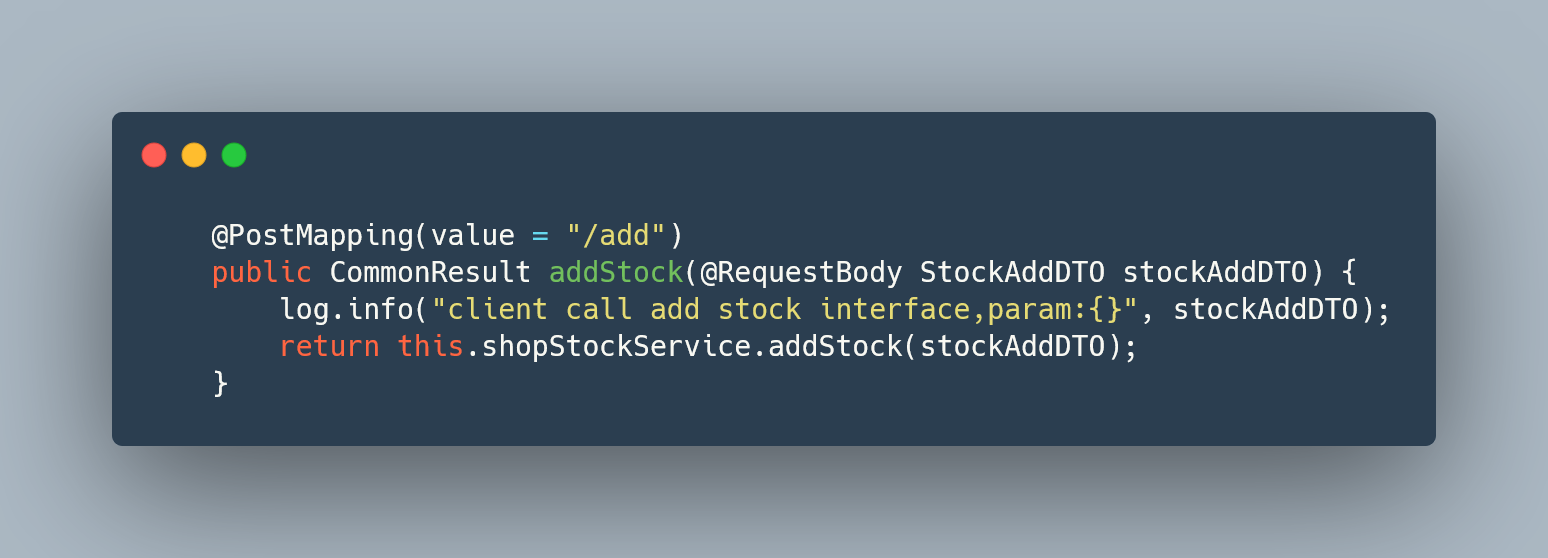 @PostMapping(value = "/add")
public CommonResult addStock(@RequestBody StockAddDTO stockAddDTO) {
    log.info("client call add stock interface,param:{}", stockAddDTO);
    return this.shopStockService.addStock(stockAddDTO);
}